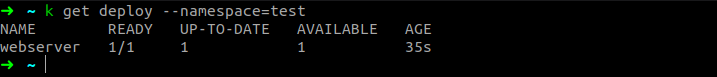 ➜ ~ k get deploy --namespace=test
NAME READY UP-TO-DATE AVAILABLE AGE
webserver 1/1 1 1 35s
➜ ~